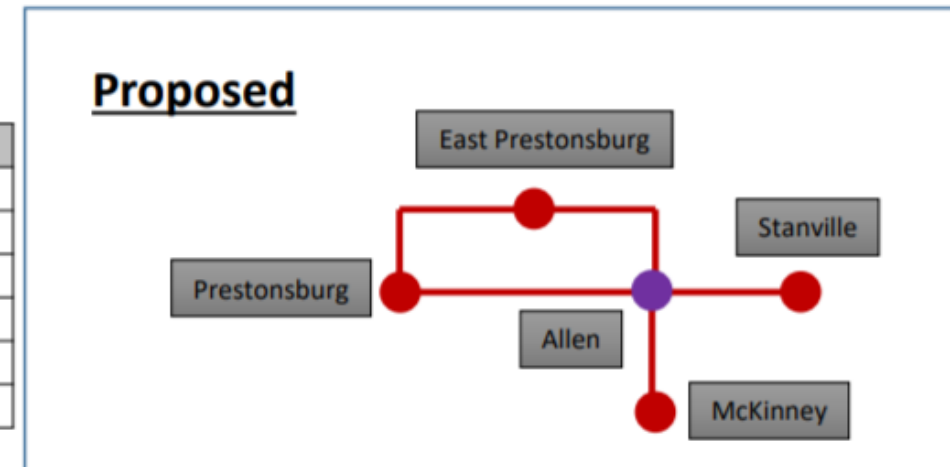 Proposed
East Prestonsburg
Stanville
Prestonsburg
Allen
McKinney